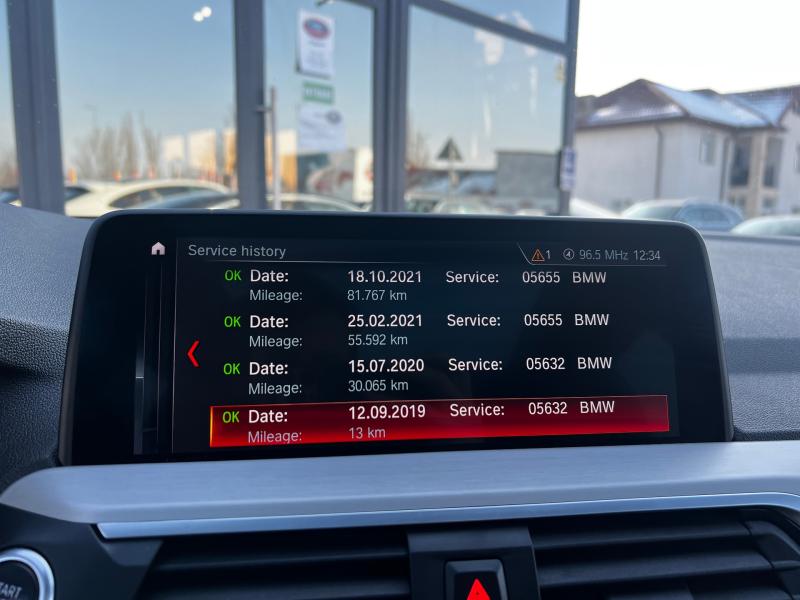 Service history
1 96.5 MHz 12:34
OK Date: 18.10.2021 Service: 05655 BMW
Mileage: 81.767 km
OK Date: 25.02.2021 Service: 05655 BMW
Mileage: 55.592 km
OK Date: 15.07.2020 Service: 05632 BMW
Mileage: 30.065 km
OK Date: 12.09.2019 Service: 05632 BMW
Mileage: 13 km
START